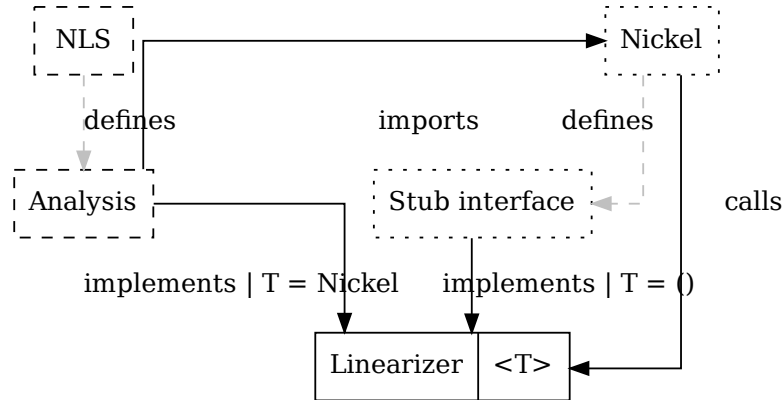 NLS
Nickel
defines
imports
defines
Analysis
Stub interface
calls
implements | T = Nickel
implements | T = ()
Linearizer
<T>